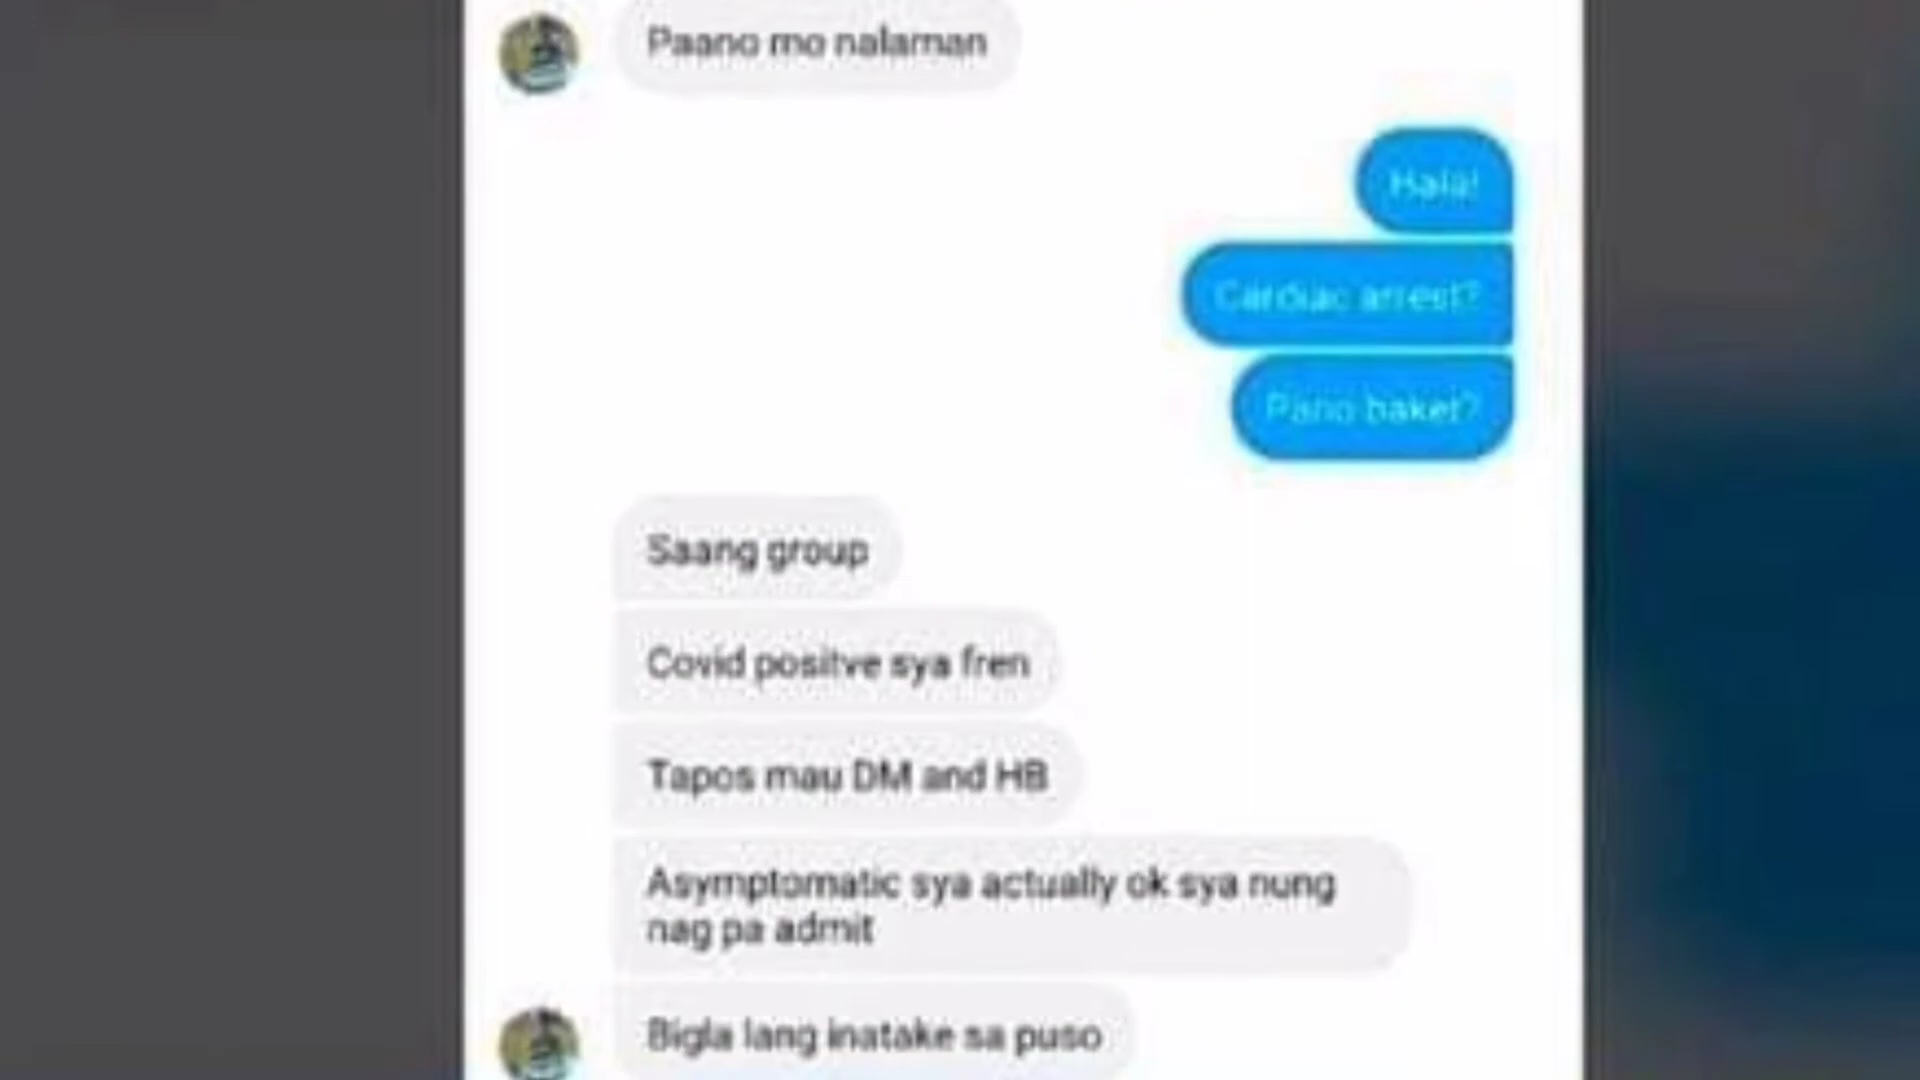 Paano mo nalaman
Hala!
Cardiac arrest?
Pano baket?
Saang group
Covid positve sya fren
Tapos mau DM and HB
Asymptomatic sya actually ok sya nung
nag pa admit
Bigla lang inatake sa puso